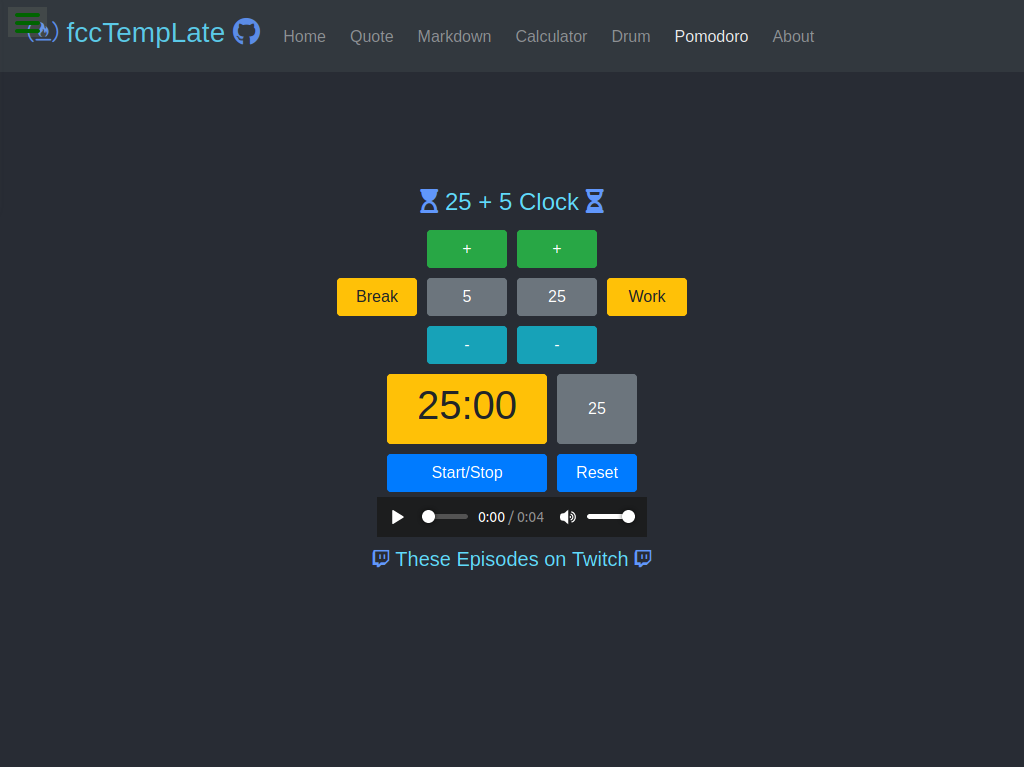 fccTempLate Home Quote Markdown Calculator Drum Pomodoro About
25 + 5 Clock
+ +
Break 5 25 Work
- -
25:00 25
Start/Stop Reset
0:00 / 0:04
These Episodes on Twitch